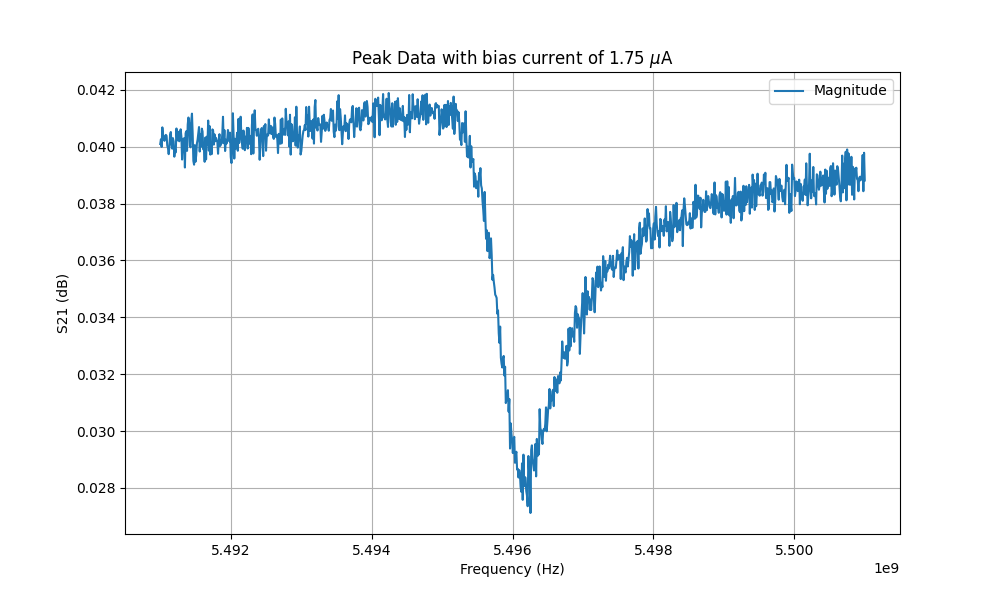 Peak Data with bias current of 1.75 μA
Magnitude
0.042
0.040
0.038
0.036
0.034
0.032
0.030
0.028
S21 (dB)
5.492 5.494 5.496 5.498 5.500
Frequency (Hz)
1e9